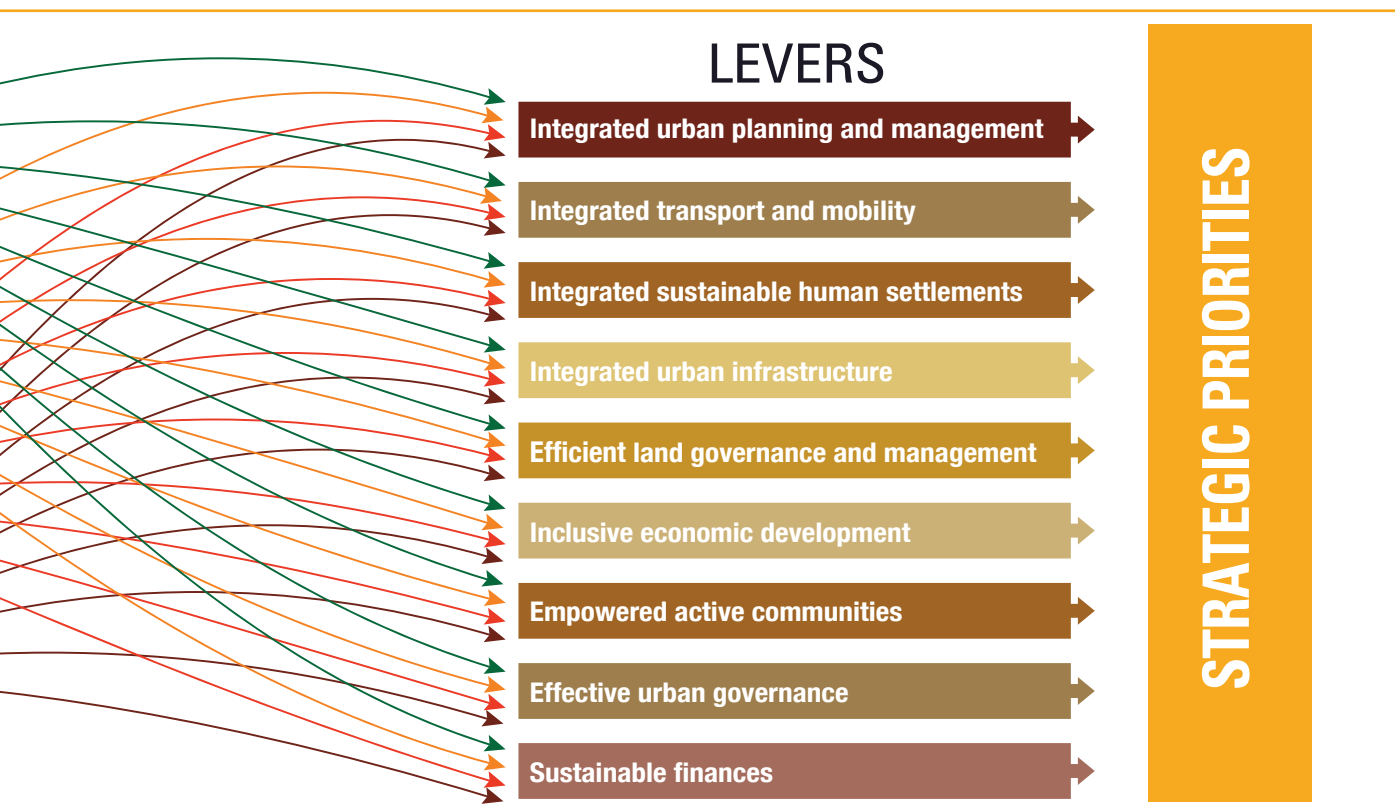 LEVERS
Integrated urban planning and management
Integrated transport and mobility
Integrated sustainable human settlements
Integrated urban infrastructure
Efficient land governance and management
Inclusive economic development
Empowered active communities
Effective urban governance
Sustainable finances
STRATEGIC PRIORITIES